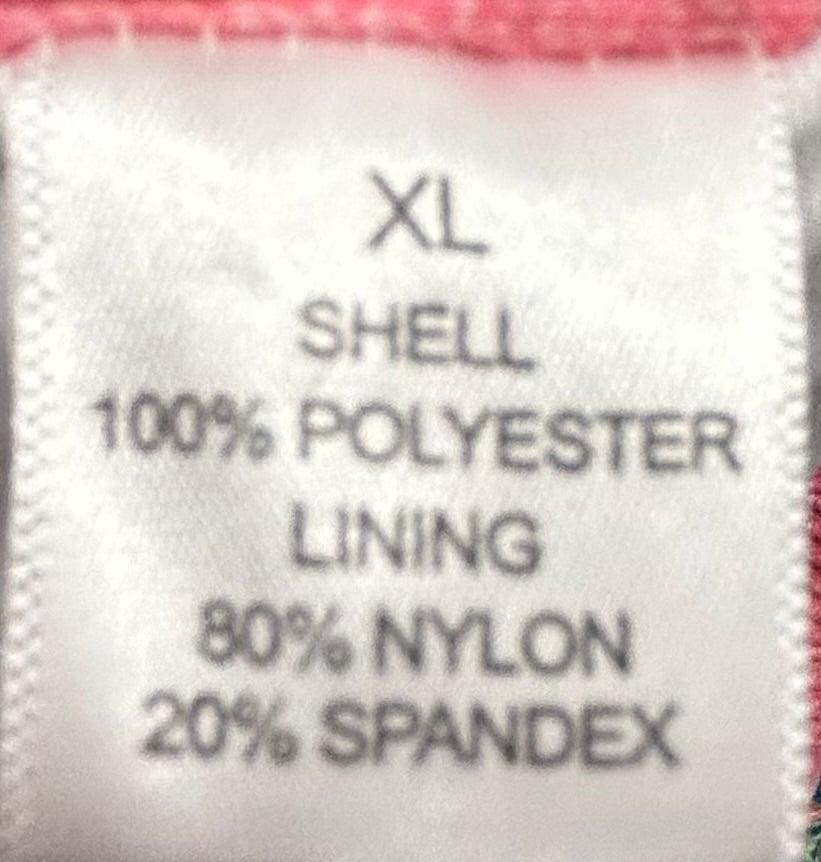 XL
SHELL
100% POLYESTER
LINING
80% NYLON
20% SPANDEX